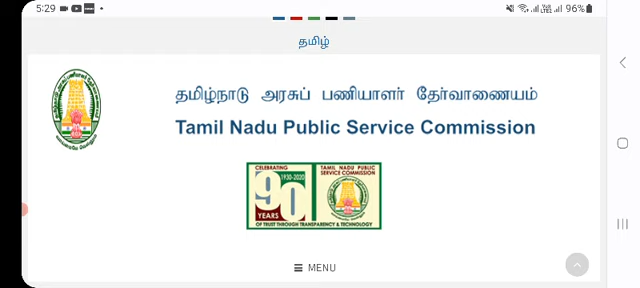 5:29
96%
தமிழ்
தமிழ்நாடு அரசுப் பணியாளர் தேர்வாணையம்
Tamil Nadu Public Service Commission
CELEBRATING
1930-2020
90
YEARS
TAMIL NADU PUBLIC
SERVICE COMMISSION
OF TRUST THROUGH TRANSPARENCY & TECHNOLOGY
MENU